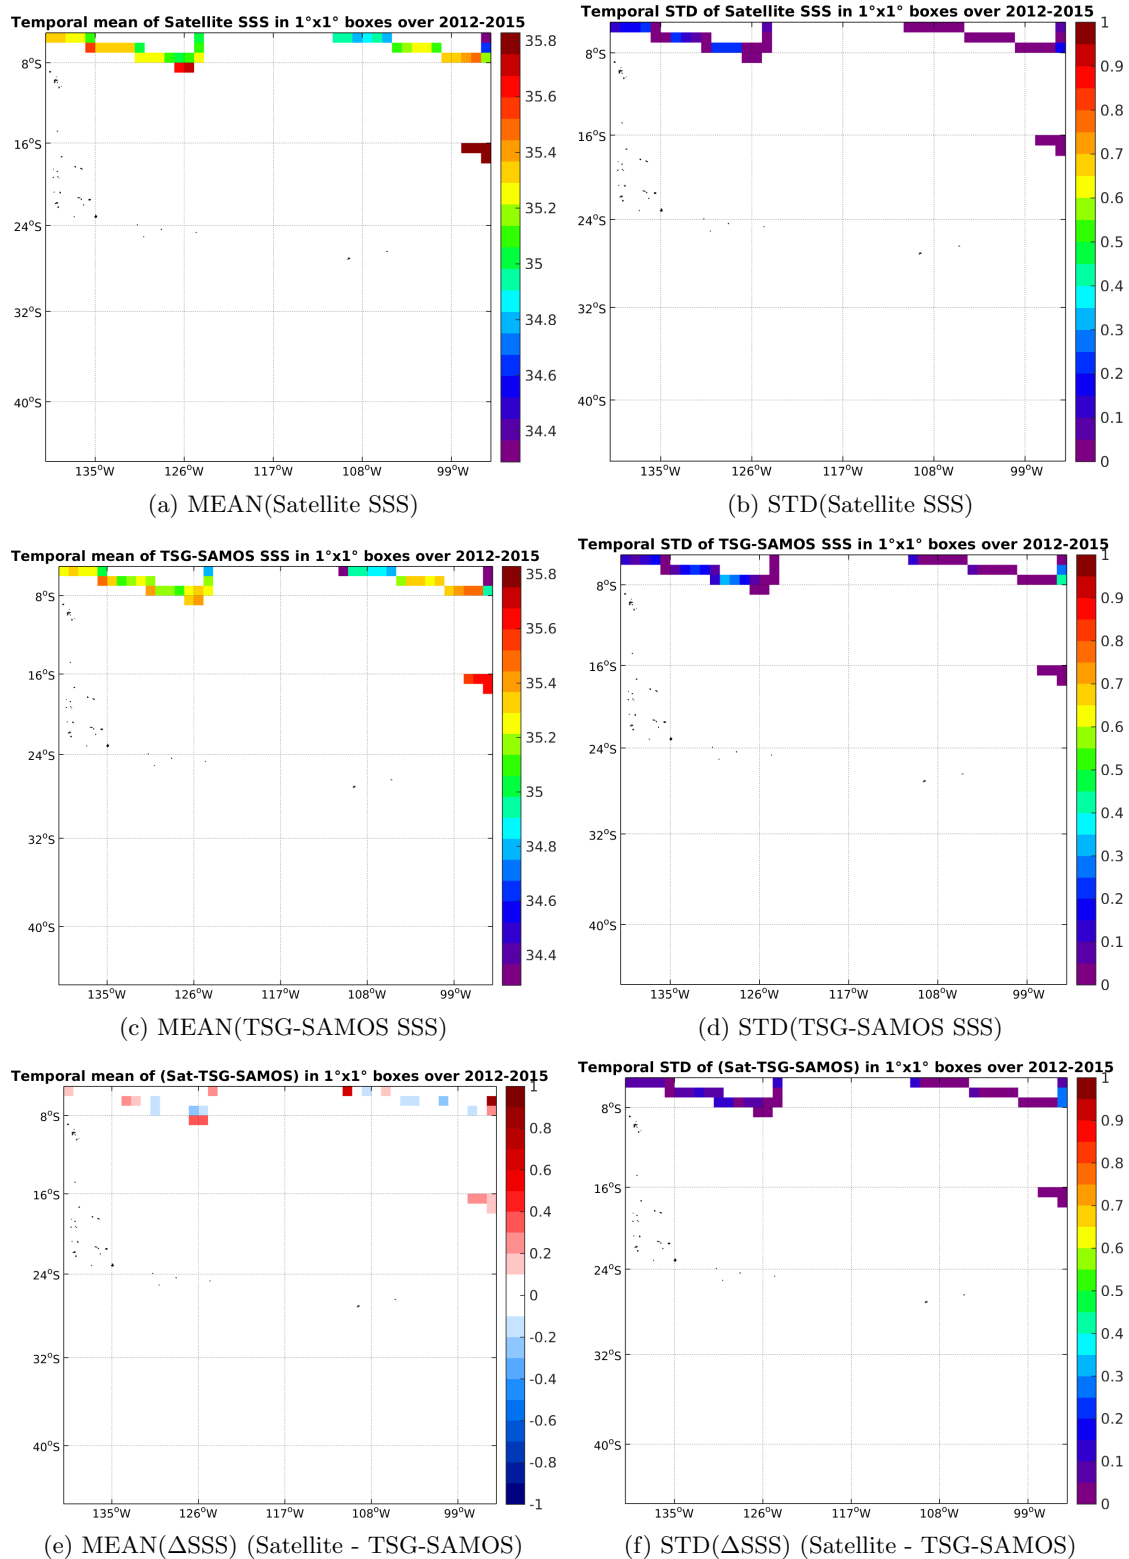 Temporal mean of Satellite SSS in 1°x1° boxes over 2012-2015
8°S
16°S
24°S
32°S
40°S
135°W 126°W 117°W 108°W 99°W
35.8
35.6
35.4
35.2
35
34.8
34.6
34.4
(a) MEAN(Satellite SSS)
Temporal STD of Satellite SSS in 1°x1° boxes over 2012-2015
8°S
16°S
24°S
32°S
40°S
135°W 126°W 117°W 108°W 99°W
1
0.9
0.8
0.7
0.6
0.5
0.4
0.3
0.2
0.1
0
(b) STD(Satellite SSS)
Temporal mean of TSG-SAMOS SSS in 1°x1° boxes over 2012-2015
8°S
16°S
24°S
32°S
40°S
135°W 126°W 117°W 108°W 99°W
35.8
35.6
35.4
35.2
35
34.8
34.6
34.4
(c) MEAN(TSG-SAMOS SSS)
Temporal STD of TSG-SAMOS SSS in 1°x1° boxes over 2012-2015
8°S
16°S
24°S
32°S
40°S
135°W 126°W 117°W 108°W 99°W
1
0.9
0.8
0.7
0.6
0.5
0.4
0.3
0.2
0.1
0
(d) STD(TSG-SAMOS SSS)
Temporal mean of (Sat-TSG-SAMOS) in 1°x1° boxes over 2012-2015
8°S
16°S
24°S
32°S
40°S
135°W 126°W 117°W 108°W 99°W
1
0.8
0.6
0.4
0.2
0
-0.2
-0.4
-0.6
-0.8
-1
(e) MEAN(ΔSSS) (Satellite - TSG-SAMOS)
Temporal STD of (Sat-TSG-SAMOS) in 1°x1° boxes over 2012-2015
8°S
16°S
24°S
32°S
40°S
135°W 126°W 117°W 108°W 99°W
1
0.9
0.8
0.7
0.6
0.5
0.4
0.3
0.2
0.1
0
(f) STD(ΔSSS) (Satellite - TSG-SAMOS)